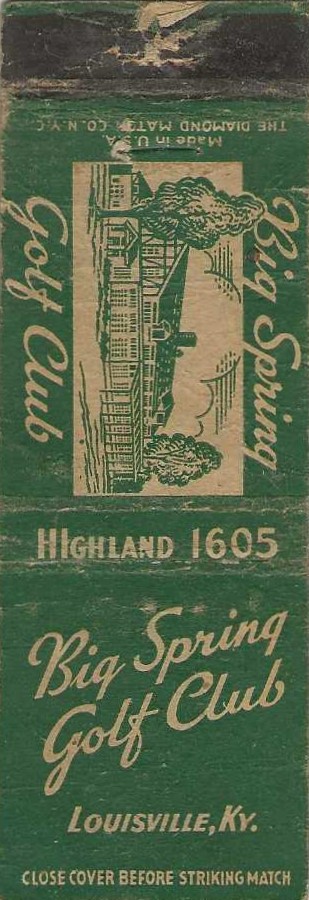 Made in U.S.A.
THE DIAMOND MATCH CO. N.Y.C.
Big Spring
Golf Club
HIGHLAND 1605
Big Spring
Golf Club
LOUISVILLE, KY.
CLOSE COVER BEFORE STRIKING MATCH